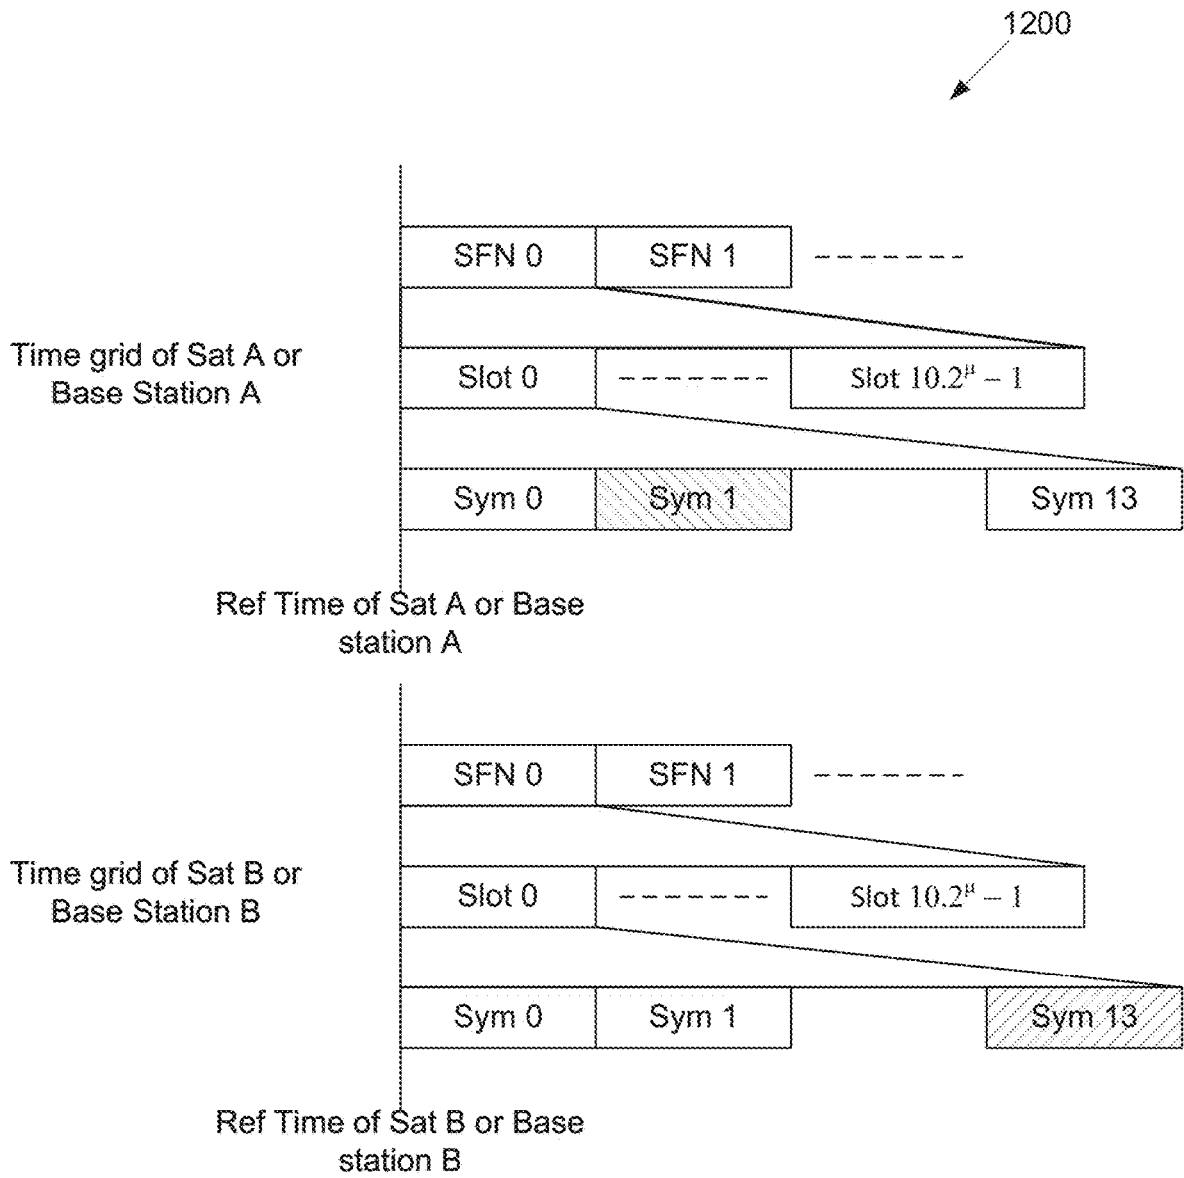 1200
SFN 0
SFN 1
Time grid of Sat A or
Base Station A
Slot 0
Slot 10.2^μ – 1
Sym 0
Sym 1
Sym 13
Ref Time of Sat A or Base
station A
SFN 0
SFN 1
Time grid of Sat B or
Base Station B
Slot 0
Slot 10.2^μ – 1
Sym 0
Sym 1
Sym 13
Ref Time of Sat B or Base
station B